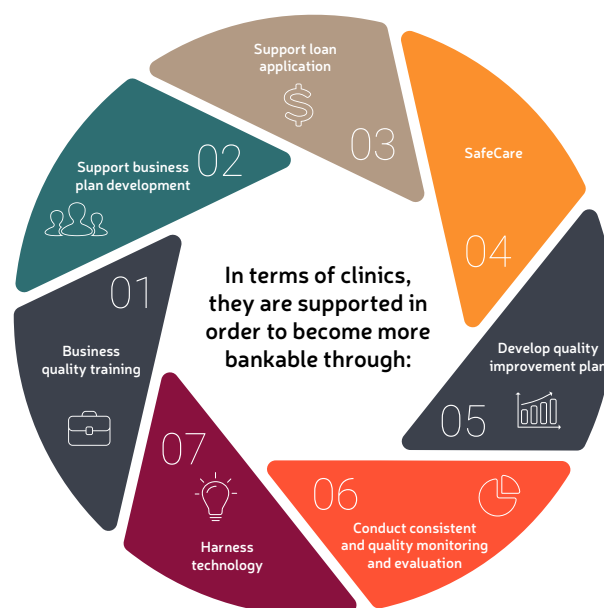 In terms of clinics,
they are supported in
order to become more
bankable through:
01
Business
quality training
02
Support business
plan development
03
Support loan
application
$
04
SafeCare
05
Develop quality
improvement plan
06
Conduct consistent
and quality monitoring
and evaluation
07
Harness
technology